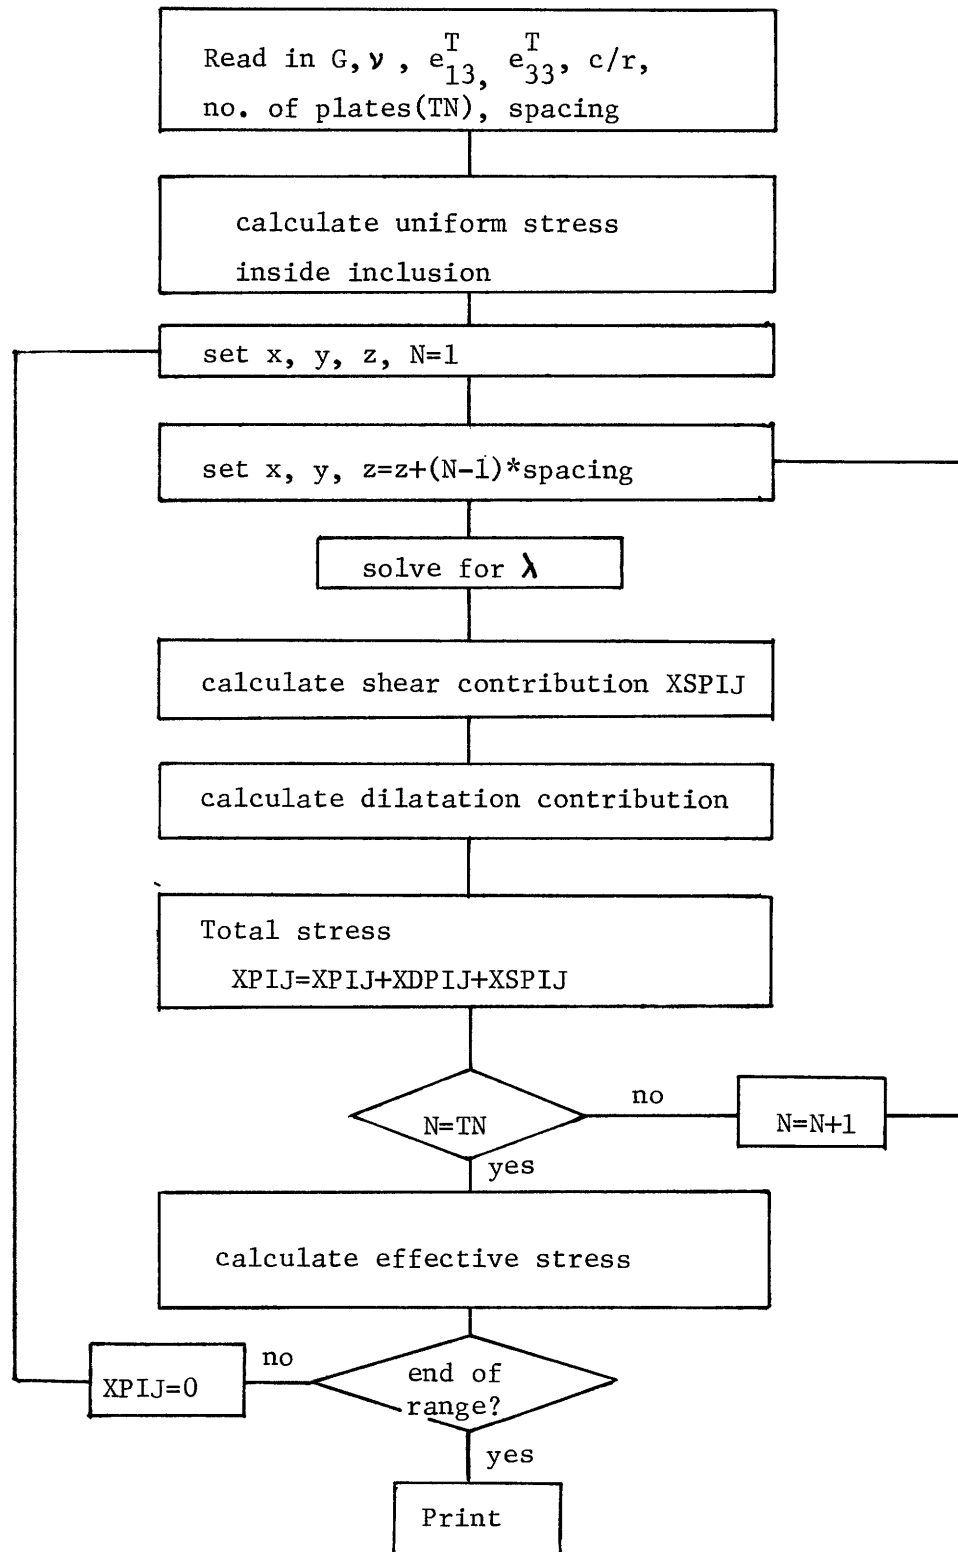 Read in G, ν , e^T_13, e^T_33, c/r,
no. of plates(TN), spacing
calculate uniform stress
inside inclusion
set x, y, z, N=1
set x, y, z=z+(N-1)*spacing
solve for λ
calculate shear contribution XSPIJ
calculate dilatation contribution
Total stress
XPIJ=XPIJ+XDPIJ+XSPIJ
N=TN
no
N=N+1
yes
calculate effective stress
end of
range?
no
XPIJ=0
yes
Print